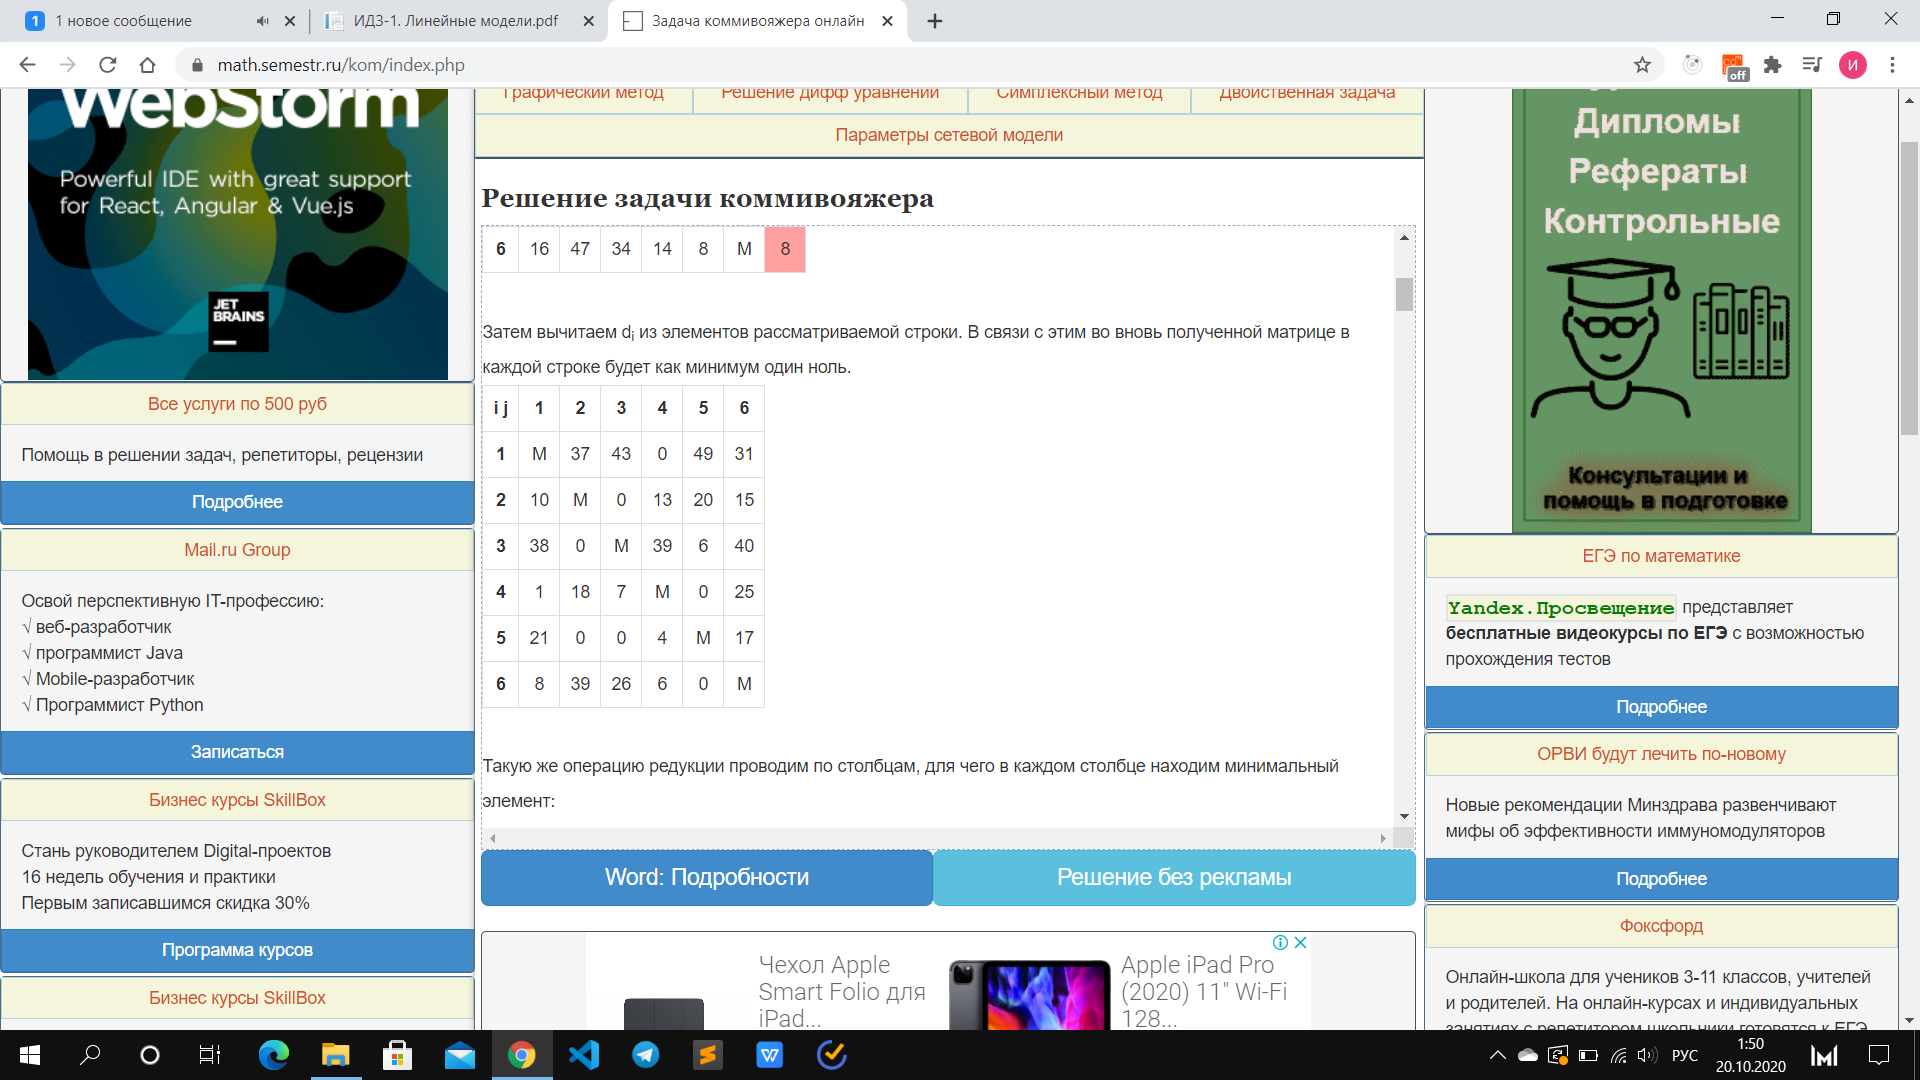 1 новое сообщение
ИДЗ-1. Линейные модели.pdf
Задача коммивояжера онлайн
math.semestr.ru/kom/index.php
off
И
WebStorm
Powerful IDE with great support
for React, Angular & Vue.js
JET
BRAINS
Все услуги по 500 руб
Помощь в решении задач, репетиторы, рецензии
Подробнее
Mail.ru Group
Освой перспективную IT-профессию:
√ веб-разработчик
√ программист Java
√ Mobile-разработчик
√ Программист Python
Записаться
Бизнес курсы SkillBox
Стань руководителем Digital-проектов
16 недель обучения и практики
Первым записавшимся скидка 30%
Программа курсов
Бизнес курсы SkillBox
Графический метод Решение дифф уравнений Симплексный метод Двойственная задача
Параметры сетевой модели
Решение задачи коммивояжера
6 16 47 34 14 8 M 8
Затем вычитаем di из элементов рассматриваемой строки. В связи с этим во вновь полученной матрице в
каждой строке будет как минимум один ноль.
i j 1 2 3 4 5 6
1 M 37 43 0 49 31
2 10 M 0 13 20 15
3 38 0 M 39 6 40
4 1 18 7 M 0 25
5 21 0 0 4 M 17
6 8 39 26 6 0 M
Такую же операцию редукции проводим по столбцам, для чего в каждом столбце находим минимальный
элемент:
Word: Подробности
Решение без рекламы
Чехол Apple
Smart Folio для
iPad...
Apple iPad Pro
(2020) 11" Wi-Fi
128...
Дипломы
Рефераты
Контрольные
Консультации и
помощь в подготовке
ЕГЭ по математике
Yandex.Просвещение представляет
бесплатные видеокурсы по ЕГЭ с возможностью
прохождения тестов
Подробнее
ОРВИ будут лечить по-новому
Новые рекомендации Минздрава развенчивают
мифы об эффективности иммуномодуляторов
Подробнее
Фоксфорд
Онлайн-школа для учеников 3-11 классов, учителей
и родителей. На онлайн-курсах и индивидуальных
занятиях с репетитором школьники готовятся к ЕГЭ
РУС
1:50
20.10.2020